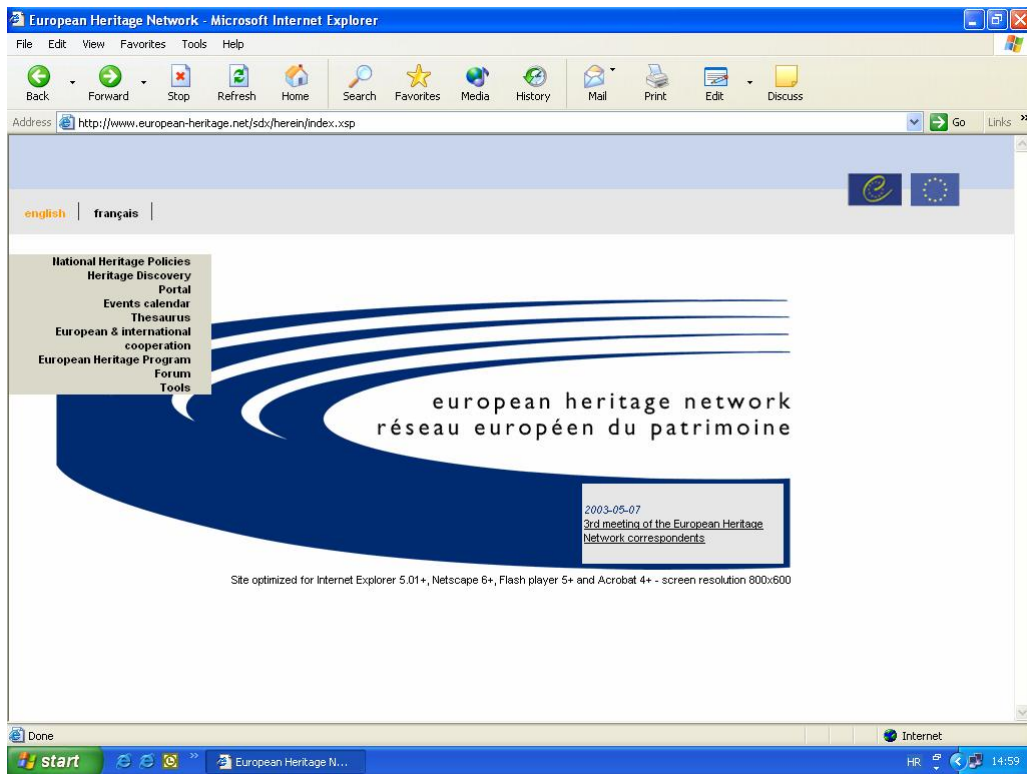 European Heritage Network - Microsoft Internet Explorer
File Edit View Favorites Tools Help
Back Forward Stop Refresh Home Search Favorites Media History Mail Print Edit Discuss
Address http://www.european-heritage.net/sdx/herein/index.xsp Go Links »
english français
National Heritage Policies
Heritage Discovery
Portal
Events calendar
Thesaurus
European & international
cooperation
European Heritage Program
Forum
Tools
european heritage network
réseau européen du patrimoine
2003-05-07
3rd meeting of the European Heritage
Network correspondents
Site optimized for Internet Explorer 5.01+, Netscape 6+, Flash player 5+ and Acrobat 4+ - screen resolution 800x600
Done Internet
start » European Heritage N... HR 14:59